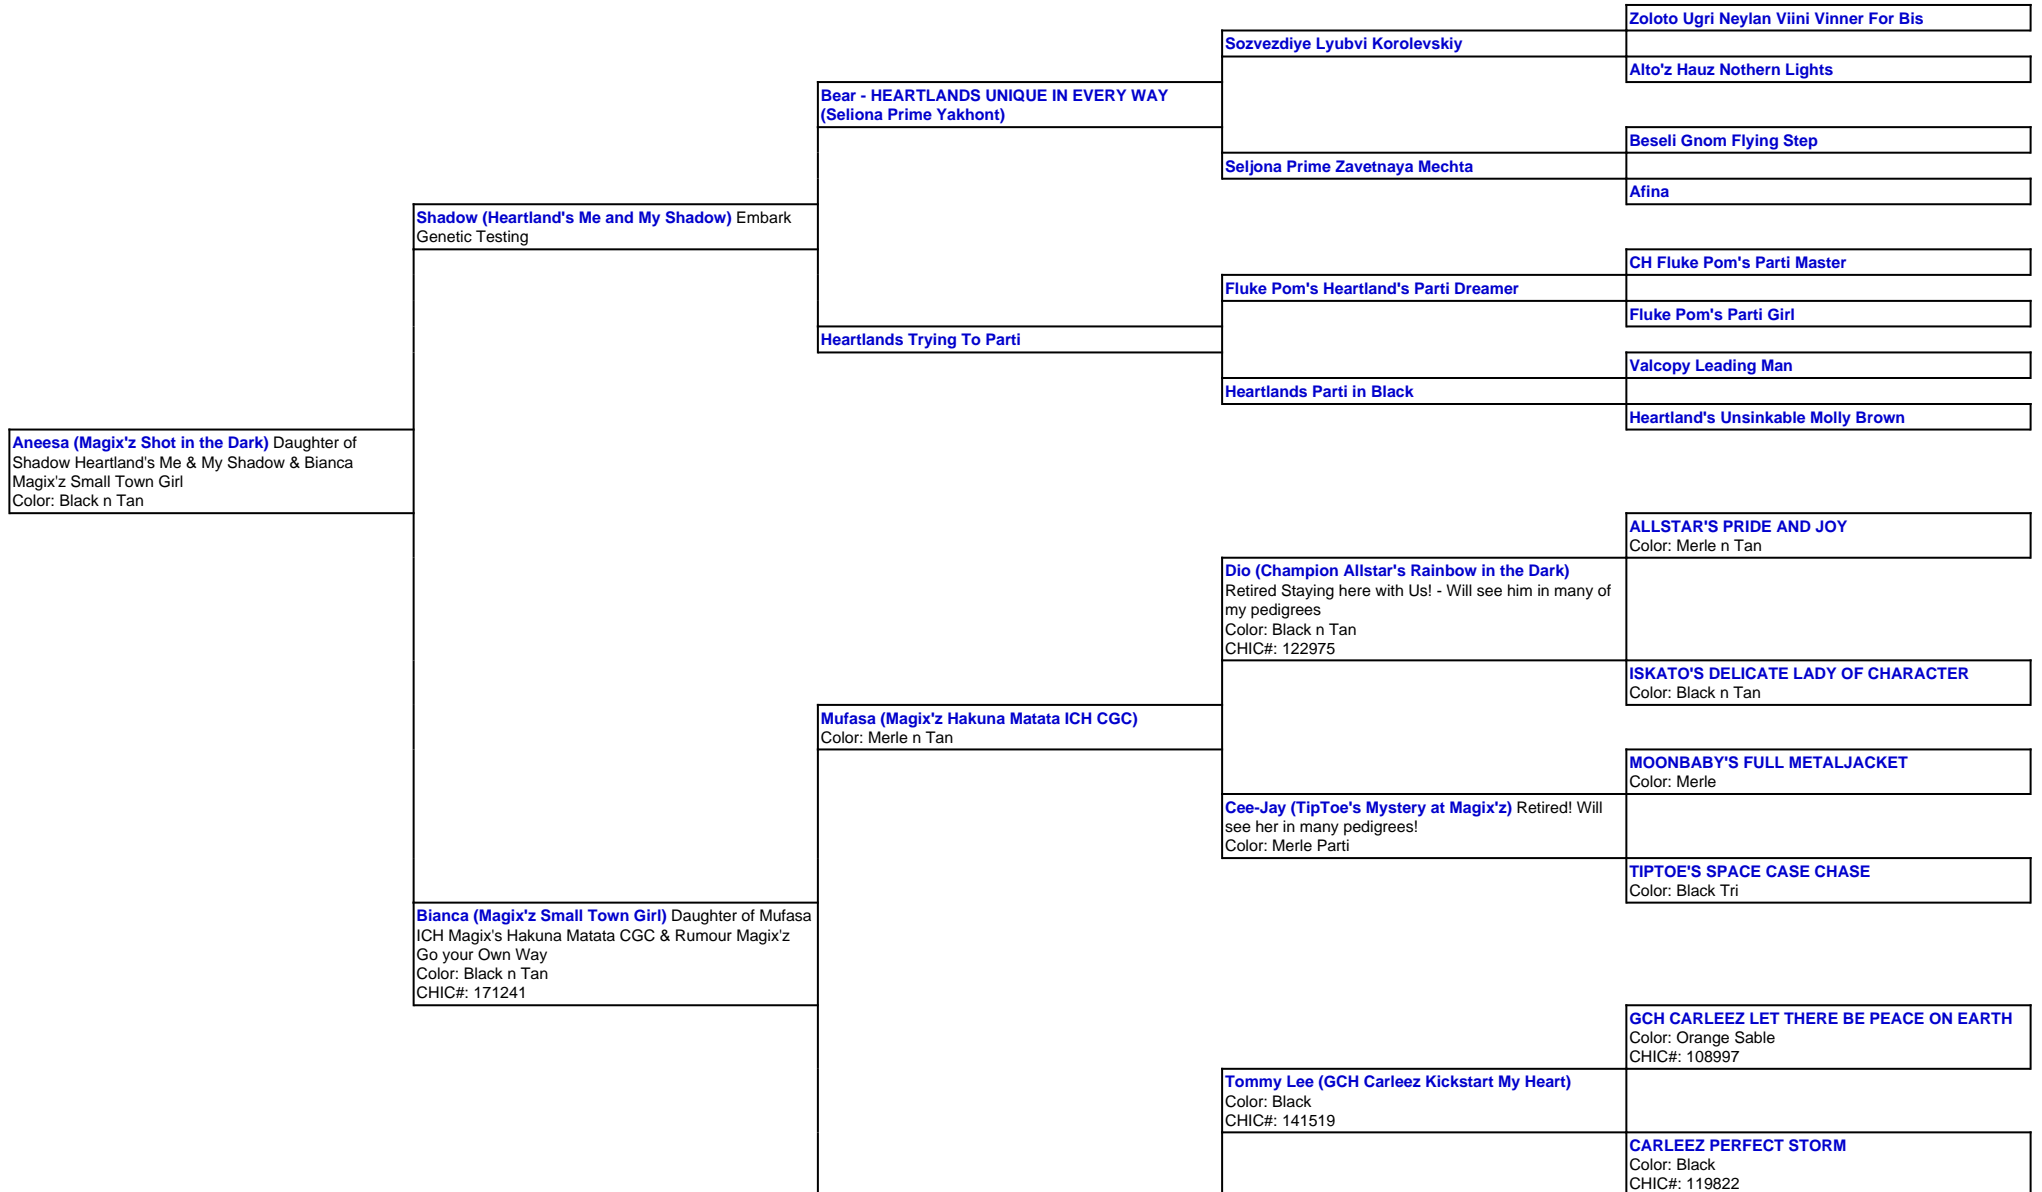 Zoloto Ugri Neylan Viini Vinner For Bis
Sozvezdiye Lyubvi Korolevskiy
Alto'z Hauz Nothern Lights
Bear - HEARTLANDS UNIQUE IN EVERY WAY
(Seliona Prime Yakhont)
Beseli Gnom Flying Step
Seljona Prime Zavetnaya Mechta
Afina
Shadow (Heartland's Me and My Shadow) Embark
Genetic Testing
CH Fluke Pom's Parti Master
Fluke Pom's Heartland's Parti Dreamer
Fluke Pom's Parti Girl
Heartlands Trying To Parti
Valcopy Leading Man
Heartlands Parti in Black
Heartland's Unsinkable Molly Brown
Aneesa (Magix'z Shot in the Dark) Daughter of
Shadow Heartland's Me & My Shadow & Bianca
Magix'z Small Town Girl
Color: Black n Tan
ALLSTAR'S PRIDE AND JOY
Color: Merle n Tan
Dio (Champion Allstar's Rainbow in the Dark)
Retired Staying here with Us! - Will see him in many of
my pedigrees
Color: Black n Tan
CHIC#: 122975
ISKATO'S DELICATE LADY OF CHARACTER
Color: Black n Tan
Mufasa (Magix'z Hakuna Matata ICH CGC)
Color: Merle n Tan
MOONBABY'S FULL METALJACKET
Color: Merle
Cee-Jay (TipToe's Mystery at Magix'z) Retired! Will
see her in many pedigrees!
Color: Merle Parti
TIPTOE'S SPACE CASE CHASE
Color: Black Tri
Bianca (Magix'z Small Town Girl) Daughter of Mufasa
ICH Magix's Hakuna Matata CGC & Rumour Magix'z
Go your Own Way
Color: Black n Tan
CHIC#: 171241
GCH CARLEEZ LET THERE BE PEACE ON EARTH
Color: Orange Sable
CHIC#: 108997
Tommy Lee (GCH Carleez Kickstart My Heart)
Color: Black
CHIC#: 141519
CARLEEZ PERFECT STORM
Color: Black
CHIC#: 119822